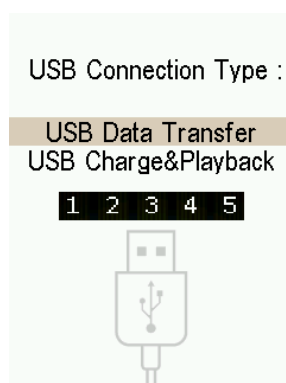 USB Connection Type :
USB Data Transfer
USB Charge&Playback
1 2 3 4 5